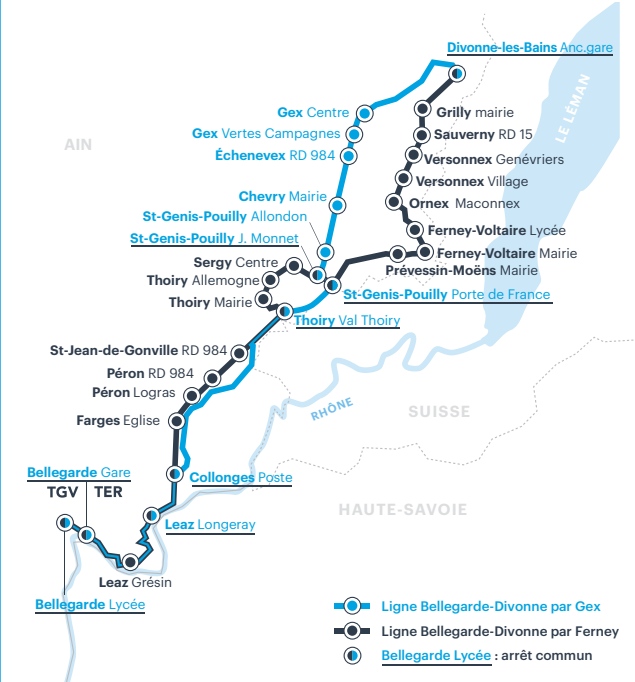 Divonne-les-Bains Anc.gare
Gex Centre
Grilly mairie
Gex Vertes Campagnes
Sauverny RD 15
LE LÉMAN
AIN
Échenevex RD 984
Versonnex Genévriers
Versonnex Village
Chevry Mairie
Ornex Maconnex
St-Genis-Pouilly Allondon
Ferney-Voltaire Lycée
St-Genis-Pouilly J. Monnet
Ferney-Voltaire Mairie
Sergy Centre
Prévessin-Moëns Mairie
Thoiry Allemogne
St-Genis-Pouilly Porte de France
Thoiry Mairie
Thoiry Val Thoiry
St-Jean-de-Gonville RD 984
Péron RD 984
Péron Logras
RHÔNE
SUISSE
Farges Eglise
Bellegarde Gare
Collonges Poste
TGV TER
HAUTE-SAVOIE
Leaz Longeray
Leaz Grésin
Bellegarde Lycée
Ligne Bellegarde-Divonne par Gex
Ligne Bellegarde-Divonne par Ferney
Bellegarde Lycée : arrêt commun